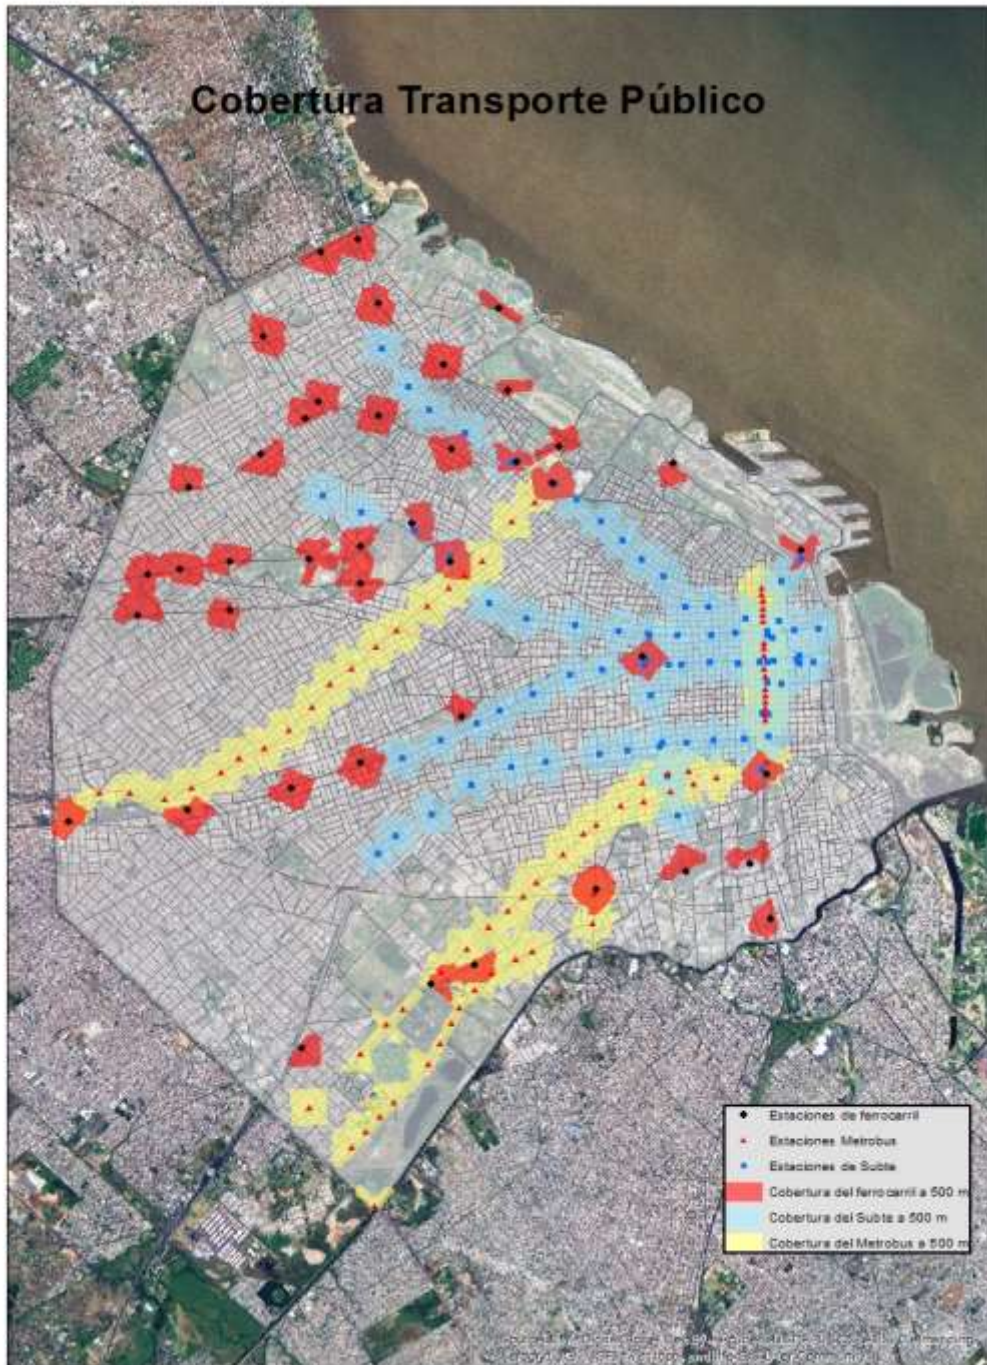 Cobertura Transporte Público
Estaciones de ferrocarril
Estaciones Metrobus
Estaciones de Subte
Cobertura del ferrocarril a 500 m
Cobertura del Subte a 500 m
Cobertura del Metrobus a 500 m